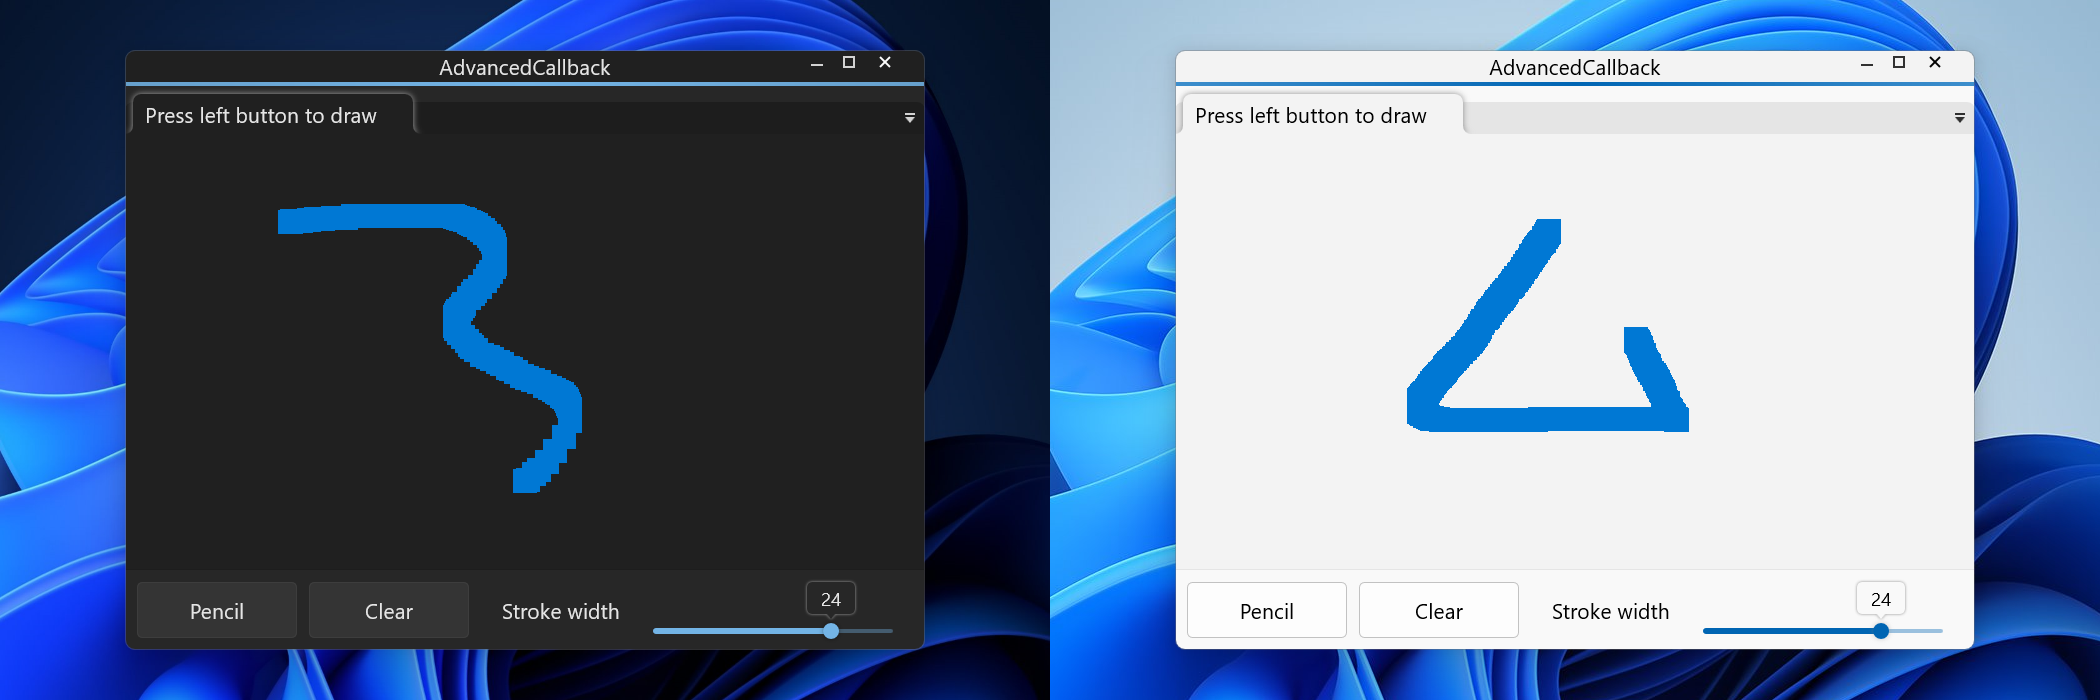 AdvancedCallback
Press left button to draw
Pencil
Clear
Stroke width
24
AdvancedCallback
Press left button to draw
Pencil
Clear
Stroke width
24